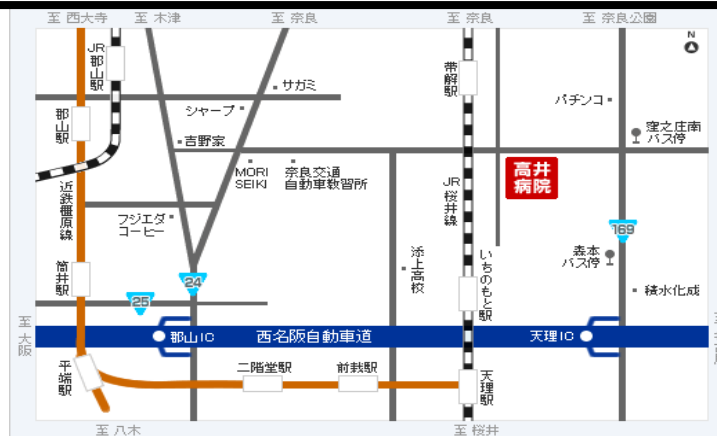 至 西大寺
至 木津
至 奈良
至 奈良
至 奈良公園
N
JR
郡山駅
帯解駅
サガミ
シャープ
パチンコ
郡山駅
吉野家
窪之庄南
バス停
MORI
SEIKI
奈良交通
自動車教習所
高井
病院
近鉄橿原線
JR
桜井線
フジエダ
コーヒー
169
添上高校
いちのもと駅
森本
バス停
筒井駅
24
25
積水化成
至
大阪
郡山IC
西名阪自動車道
天理IC
平端駅
二階堂駅
前栽駅
天理駅
至 八木
至 桜井